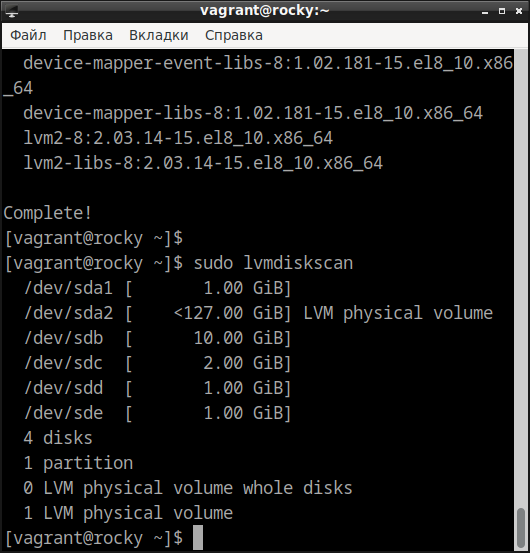 vagrant@rocky:~
Файл Правка Вкладки Справка
  device-mapper-event-libs-8:1.02.181-15.el8_10.x86
_64
  device-mapper-libs-8:1.02.181-15.el8_10.x86_64
  lvm2-8:2.03.14-15.el8_10.x86_64
  lvm2-libs-8:2.03.14-15.el8_10.x86_64

Complete!
[vagrant@rocky ~]$
[vagrant@rocky ~]$ sudo lvmdiskscan
  /dev/sda1 [       1.00 GiB]
  /dev/sda2 [    <127.00 GiB] LVM physical volume
  /dev/sdb  [      10.00 GiB]
  /dev/sdc  [       2.00 GiB]
  /dev/sdd  [       1.00 GiB]
  /dev/sde  [       1.00 GiB]
  4 disks
  1 partition
  0 LVM physical volume whole disks
  1 LVM physical volume
[vagrant@rocky ~]$